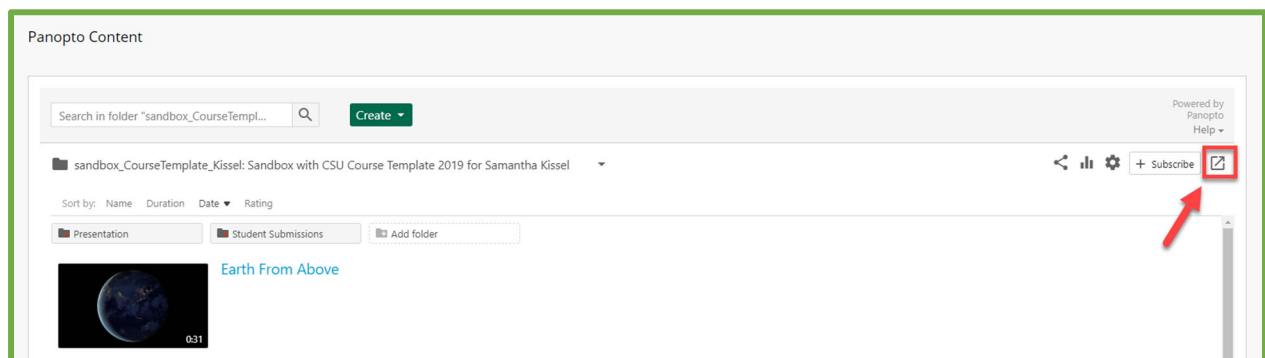 Panopto Content
Search in folder "sandbox_CourseTempl...
Create
Powered by
Panopto
Help
sandbox_CourseTemplate_Kissel: Sandbox with CSU Course Template 2019 for Samantha Kissel
+ Subscribe
Sort by: Name Duration Date Rating
Presentation Student Submissions Add folder
Earth From Above
0:31